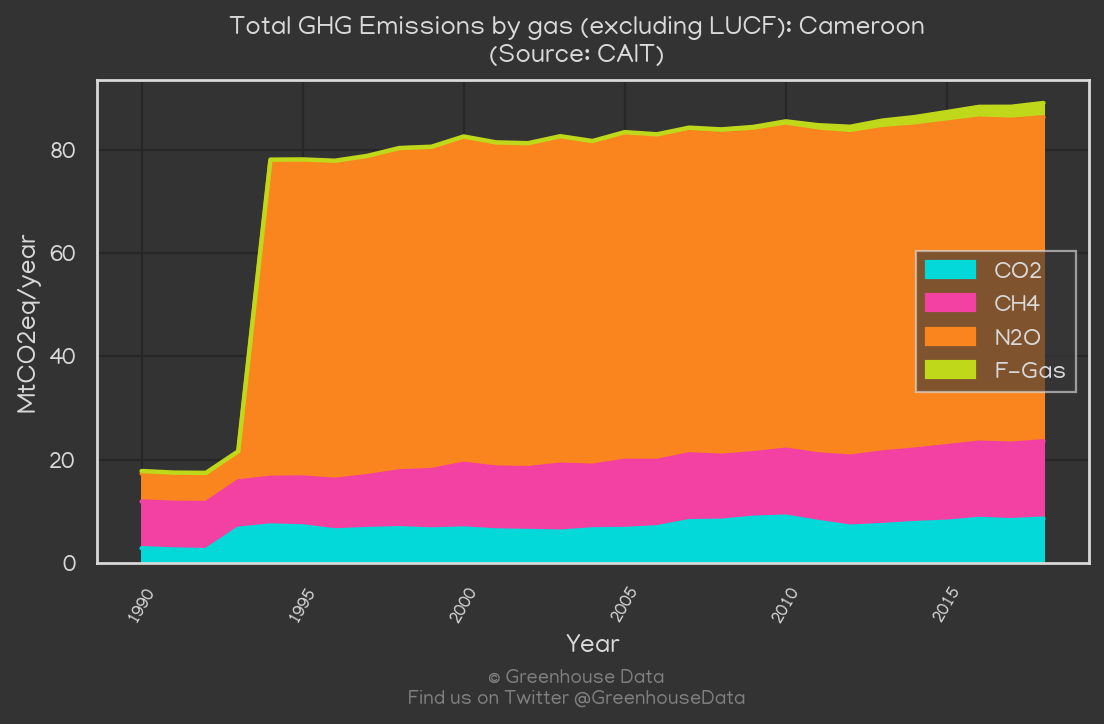 Total GHG Emissions by gas (excluding LUCF): Cameroon
(Source: CAIT)
MtCO2eq/year
80
60
40
20
0
CO2
CH4
N2O
F-Gas
1990
1995
2000
2005
2010
2015
Year
© Greenhouse Data
Find us on Twitter @GreenhouseData